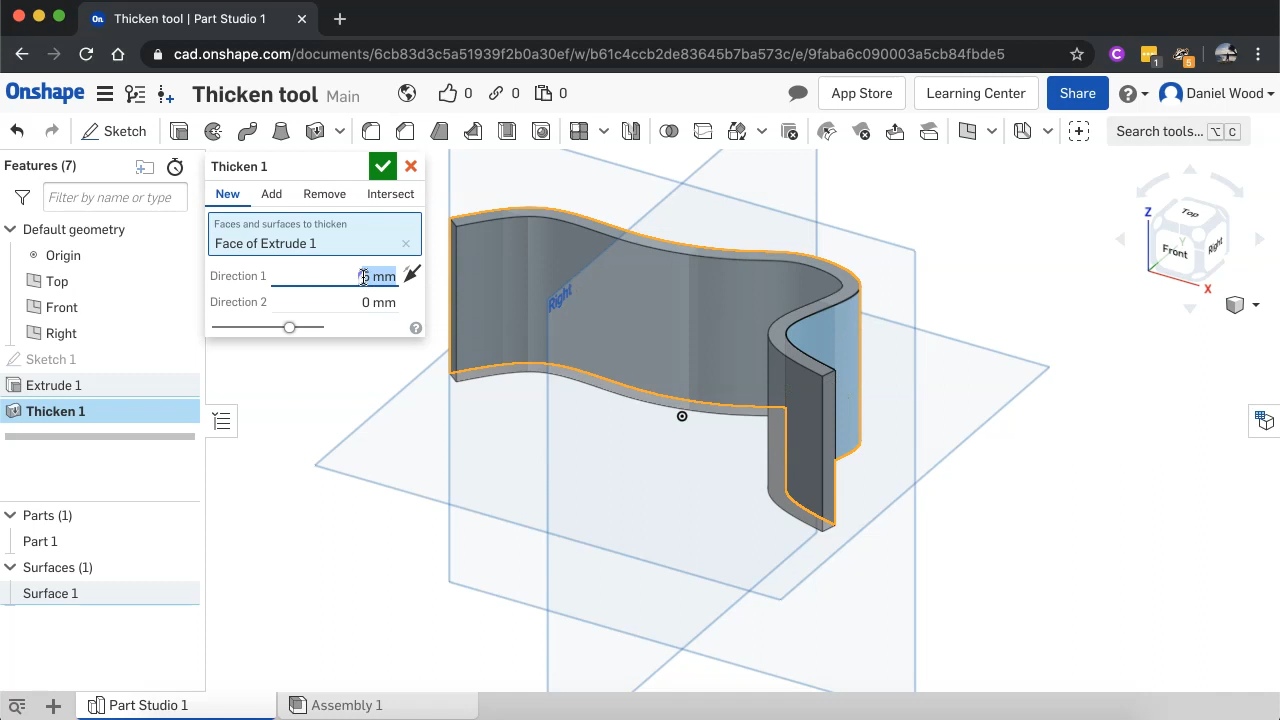 Thicken tool | Part Studio 1
cad.onshape.com/documents/6cb83d3c5a51939f2b0a30ef/w/b61c4ccb2de83645b7ba573c/e/9faba6c090003a5cb84fbde5
Onshape Thicken tool Main 0 0 0 App Store Learning Center Share Daniel Wood
Sketch Search tools... ⌥ C
Features (7)
Filter by name or type
Default geometry
Origin
Top
Front
Right
Sketch 1
Extrude 1
Thicken 1
Parts (1)
Part 1
Surfaces (1)
Surface 1
Thicken 1
New Add Remove Intersect
Faces and surfaces to thicken
Face of Extrude 1
Direction 1 mm
Direction 2 0 mm
Right
Z
Top
Y
Front Right
X
Part Studio 1 Assembly 1